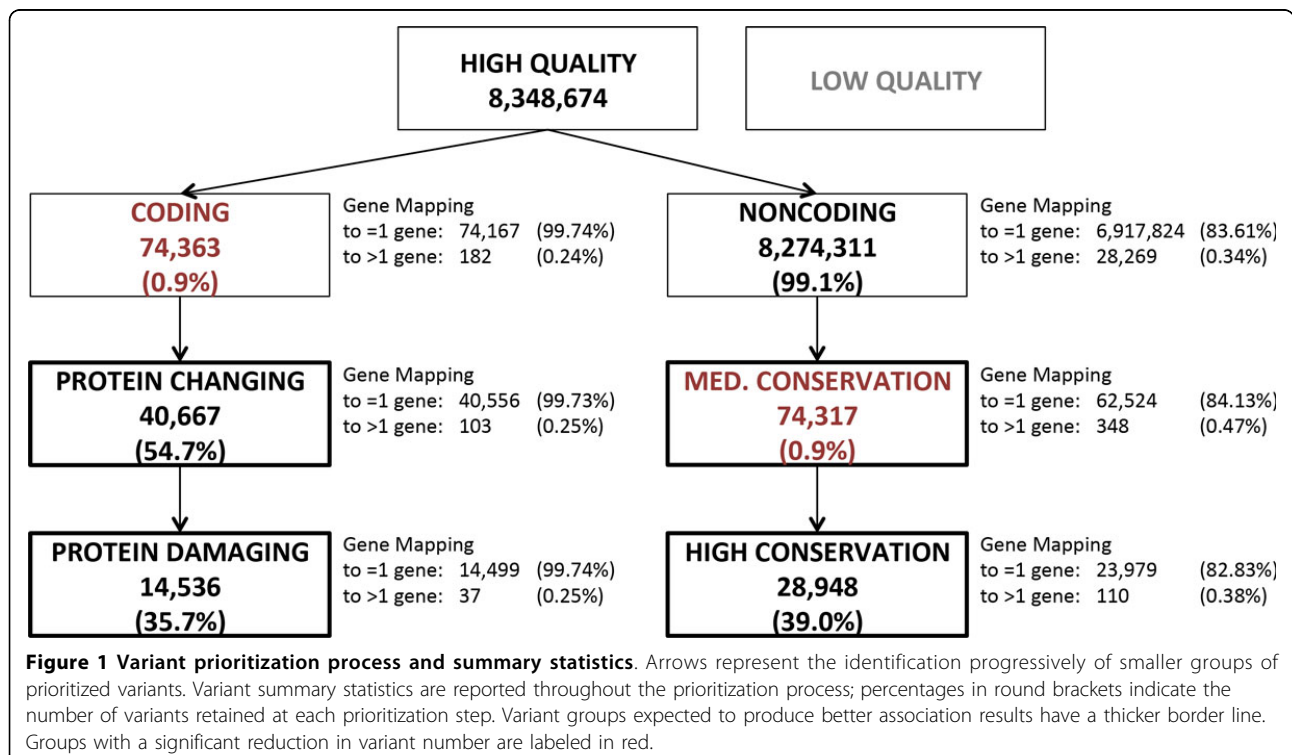 HIGH QUALITY
8,348,674
LOW QUALITY
CODING
74,363
(0.9%)
Gene Mapping
to =1 gene: 74,167 (99.74%)
to >1 gene: 182 (0.24%)
NONCODING
8,274,311
(99.1%)
Gene Mapping
to =1 gene: 6,917,824 (83.61%)
to >1 gene: 28,269 (0.34%)
PROTEIN CHANGING
40,667
(54.7%)
Gene Mapping
to =1 gene: 40,556 (99.73%)
to >1 gene: 103 (0.25%)
MED. CONSERVATION
74,317
(0.9%)
Gene Mapping
to =1 gene: 62,524 (84.13%)
to >1 gene: 348 (0.47%)
PROTEIN DAMAGING
14,536
(35.7%)
Gene Mapping
to =1 gene: 14,499 (99.74%)
to >1 gene: 37 (0.25%)
HIGH CONSERVATION
28,948
(39.0%)
Gene Mapping
to =1 gene: 23,979 (82.83%)
to >1 gene: 110 (0.38%)
Figure 1 Variant prioritization process and summary statistics. Arrows represent the identification progressively of smaller groups of
prioritized variants. Variant summary statistics are reported throughout the prioritization process; percentages in round brackets indicate the
number of variants retained at each prioritization step. Variant groups expected to produce better association results have a thicker border line.
Groups with a significant reduction in variant number are labeled in red.